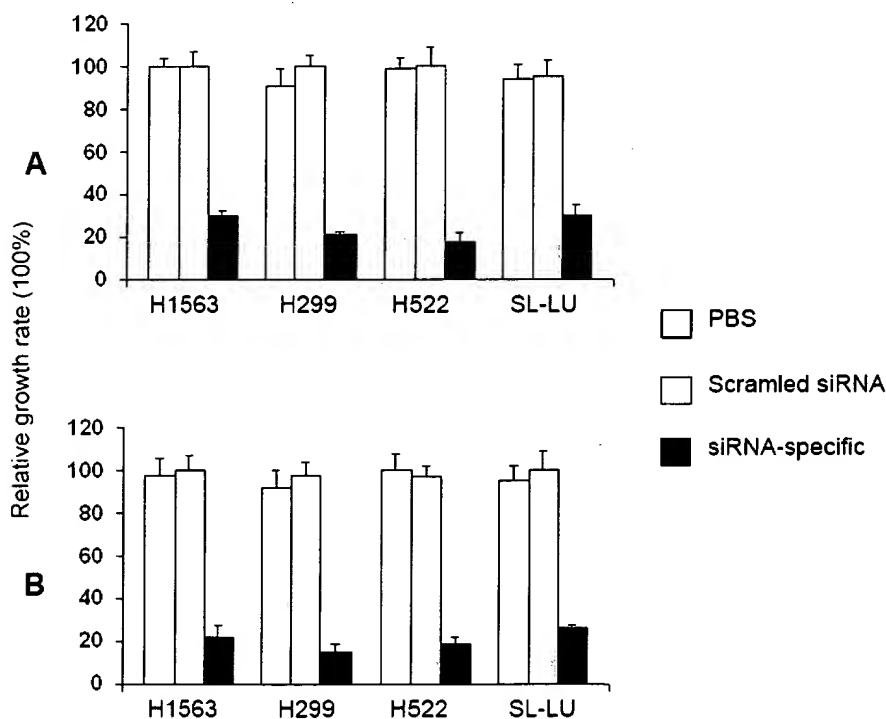 120
100
80
60
40
20
0
A
H1563 H299 H522 SL-LU
Relative growth rate (100%)
PBS
Scramled siRNA
siRNA-specific
120
100
80
60
40
20
0
B
H1563 H299 H522 SL-LU